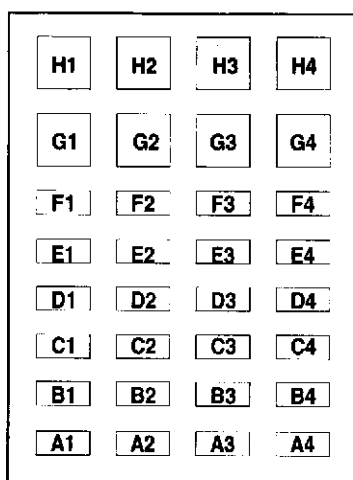 H1 H2 H3 H4
G1 G2 G3 G4
F1 F2 F3 F4
E1 E2 E3 E4
D1 D2 D3 D4
C1 C2 C3 C4
B1 B2 B3 B4
A1 A2 A3 A4